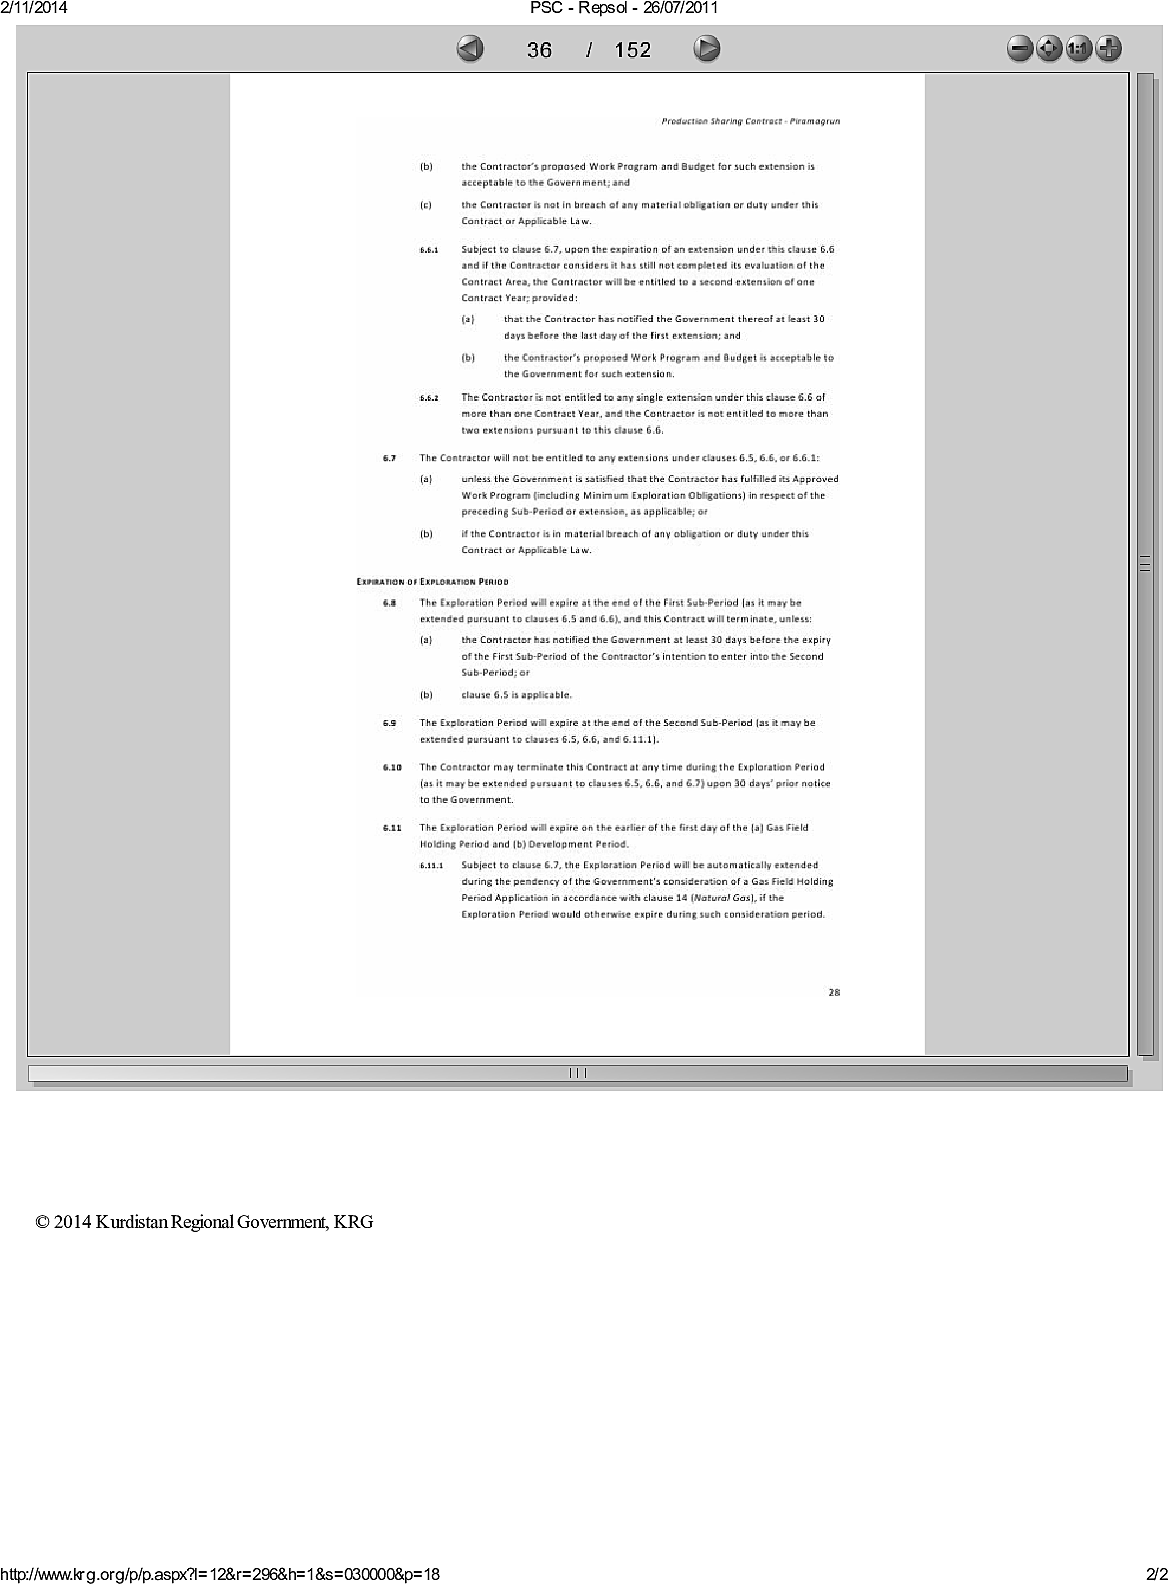 2/11/2014
PSC - Repsol - 26/07/2011
36 / 152
1:1
Production Sharing Contract - Piramagrun
(b) the Contractor's proposed Work Program and Budget for such extension is
acceptable to the Government; and
(c) the Contractor is not in breach of any material obligation or duty under this
Contract or Applicable Law.
6.6.1 Subject to clause 6.7, upon the expiration of an extension under this clause 6.6
and if the Contractor considers it has still not completed its evaluation of the
Contract Area, the Contractor will be entitled to a second extension of one
Contract Year; provided:
(a) that the Contractor has notified the Government thereof at least 30
days before the last day of the first extension; and
(b) the Contractor's proposed Work Program and Budget is acceptable to
the Government for such extension.
6.6.2 The Contractor is not entitled to any single extension under this clause 6.6 of
more than one Contract Year, and the Contractor is not entitled to more than
two extensions pursuant to this clause 6.6.
6.7 The Contractor will not be entitled to any extensions under clauses 6.5, 6.6, or 6.6.1:
(a) unless the Government is satisfied that the Contractor has fulfilled its Approved
Work Program (including Minimum Exploration Obligations) in respect of the
preceding Sub-Period or extension, as applicable; or
(b) if the Contractor is in material breach of any obligation or duty under this
Contract or Applicable Law.
EXPIRATION OF EXPLORATION PERIOD
6.8 The Exploration Period will expire at the end of the First Sub-Period (as it may be
extended pursuant to clauses 6.5 and 6.6), and this Contract will terminate, unless:
(a) the Contractor has notified the Government at least 30 days before the expiry
of the First Sub-Period of the Contractor's intention to enter into the Second
Sub-Period; or
(b) clause 6.5 is applicable.
6.9 The Exploration Period will expire at the end of the Second Sub-Period (as it may be
extended pursuant to clauses 6.5, 6.6, and 6.11.1).
6.10 The Contractor may terminate this Contract at any time during the Exploration Period
(as it may be extended pursuant to clauses 6.5, 6.6, and 6.7) upon 30 days' prior notice
to the Government.
6.11 The Exploration Period will expire on the earlier of the first day of the (a) Gas Field
Holding Period and (b) Development Period.
6.11.1 Subject to clause 6.7, the Exploration Period will be automatically extended
during the pendency of the Government's consideration of a Gas Field Holding
Period Application in accordance with clause 14 (Natural Gas), if the
Exploration Period would otherwise expire during such consideration period.
28
© 2014 Kurdistan Regional Government, KRG
http://www.krg.org/p/p.aspx?l=12&r=296&h=1&s=030000&p=18
2/2